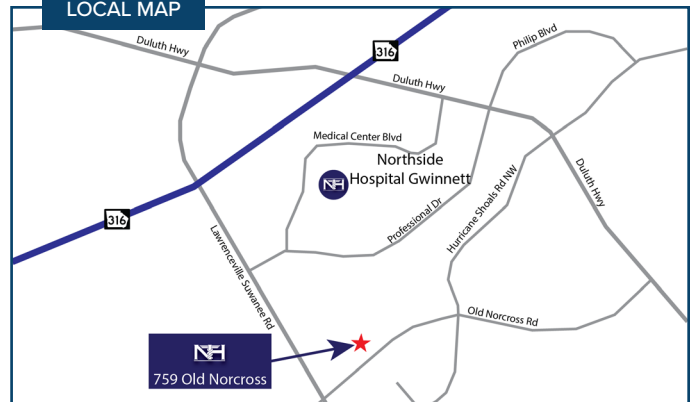 LOCAL MAP
316
Duluth Hwy
Philip Blvd
Duluth Hwy
Medical Center Blvd
Northside
Hospital Gwinnett
NH
Duluth Hwy
Hurricane Shoals Rd NW
Professional Dr
316
Lawrenceville Suwanee Rd
Old Norcross Rd
NH
759 Old Norcross